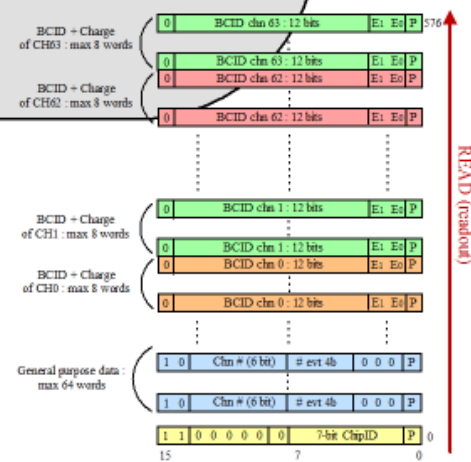 BCID + Charge
of CH63 : max 8 words
0 BCID chn 63 : 12 bits E1 E0 P 576
0 BCID chn 63 : 12 bits E1 E0 P
BCID + Charge
of CH62 : max 8 words
0 BCID chn 62 : 12 bits E1 E0 P
0 BCID chn 62 : 12 bits E1 E0 P
READ (readout)
BCID + Charge
of CH1 : max 8 words
0 BCID chn 1 : 12 bits E1 E0 P
0 BCID chn 1 : 12 bits E1 E0 P
BCID + Charge
of CH0 : max 8 words
0 BCID chn 0 : 12 bits E1 E0 P
0 BCID chn 0 : 12 bits E1 E0 P
General purpose data :
max 64 words
1 0 Chn # (6 bit) # evt 4b 0 0 0 P
1 0 Chn # (6 bit) # evt 4b 0 0 0 P
1 1 0 0 0 0 0 0 7-bit ChipID P 0
15 7 0